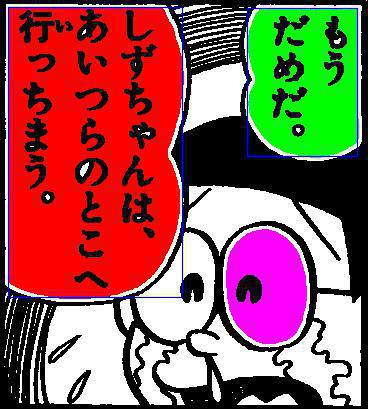 もう
だめだ。
しずちゃんは、
あいつらのとこへ
行っちまう。